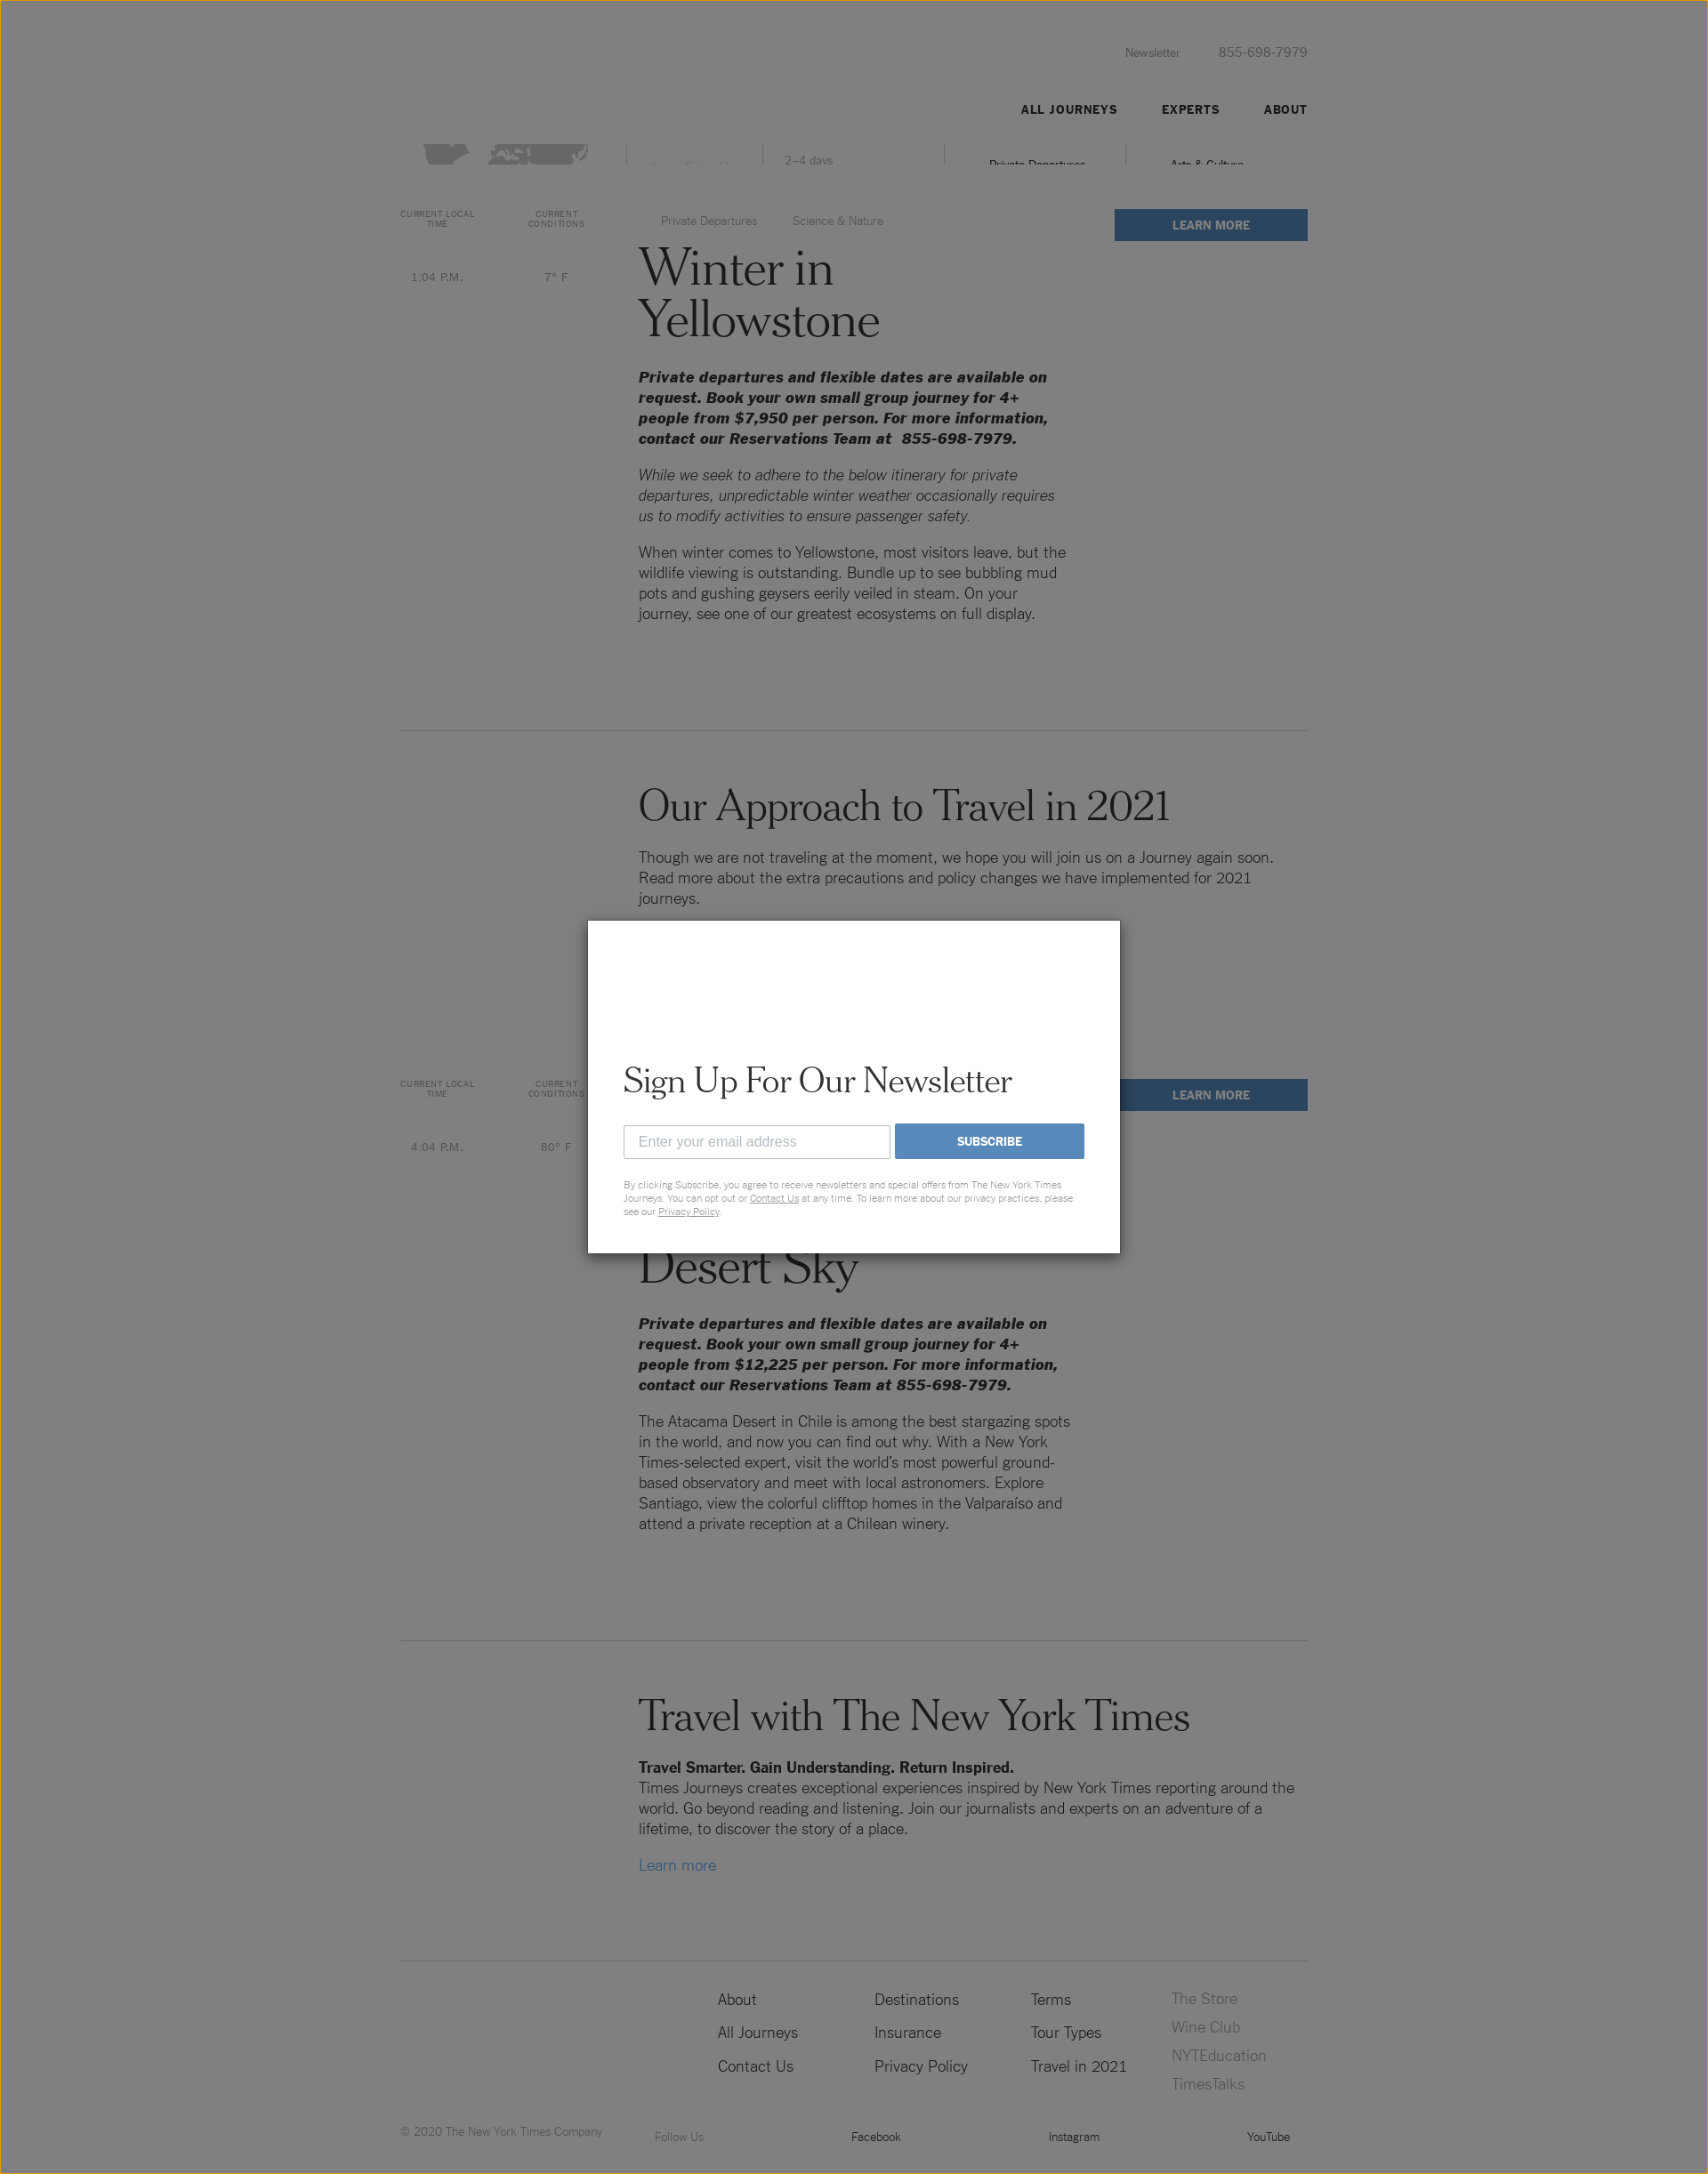 Newsletter
855-698-7979
ALL JOURNEYS
EXPERTS
ABOUT
2–4 days
Private Departures
Arts & Culture
CURRENT LOCAL
TIME
CURRENT
CONDITIONS
1:04 P.M.
7° F
Private Departures
Science & Nature
LEARN MORE
Winter in
Yellowstone
Private departures and flexible dates are available on
request. Book your own small group journey for 4+
people from $7,950 per person. For more information,
contact our Reservations Team at 855-698-7979.
While we seek to adhere to the below itinerary for private
departures, unpredictable winter weather occasionally requires
us to modify activities to ensure passenger safety.
When winter comes to Yellowstone, most visitors leave, but the
wildlife viewing is outstanding. Bundle up to see bubbling mud
pots and gushing geysers eerily veiled in steam. On your
journey, see one of our greatest ecosystems on full display.
Our Approach to Travel in 2021
Though we are not traveling at the moment, we hope you will join us on a Journey again soon.
Read more about the extra precautions and policy changes we have implemented for 2021
journeys.
Sign Up For Our Newsletter
Enter your email address
SUBSCRIBE
By clicking Subscribe, you agree to receive newsletters and special offers from The New York Times
Journeys. You can opt out or Contact Us at any time. To learn more about our privacy practices, please
see our Privacy Policy.
CURRENT LOCAL
TIME
CURRENT
CONDITIONS
4:04 P.M.
80° F
LEARN MORE
Desert Sky
Private departures and flexible dates are available on
request. Book your own small group journey for 4+
people from $12,225 per person. For more information,
contact our Reservations Team at 855-698-7979.
The Atacama Desert in Chile is among the best stargazing spots
in the world, and now you can find out why. With a New York
Times-selected expert, visit the world’s most powerful ground-
based observatory and meet with local astronomers. Explore
Santiago, view the colorful clifftop homes in the Valparaíso and
attend a private reception at a Chilean winery.
Travel with The New York Times
Travel Smarter. Gain Understanding. Return Inspired.
Times Journeys creates exceptional experiences inspired by New York Times reporting around the
world. Go beyond reading and listening. Join our journalists and experts on an adventure of a
lifetime, to discover the story of a place.
Learn more
About
All Journeys
Contact Us
Destinations
Insurance
Privacy Policy
Terms
Tour Types
Travel in 2021
The Store
Wine Club
NYTEducation
TimesTalks
© 2020 The New York Times Company
Follow Us
Facebook
Instagram
YouTube